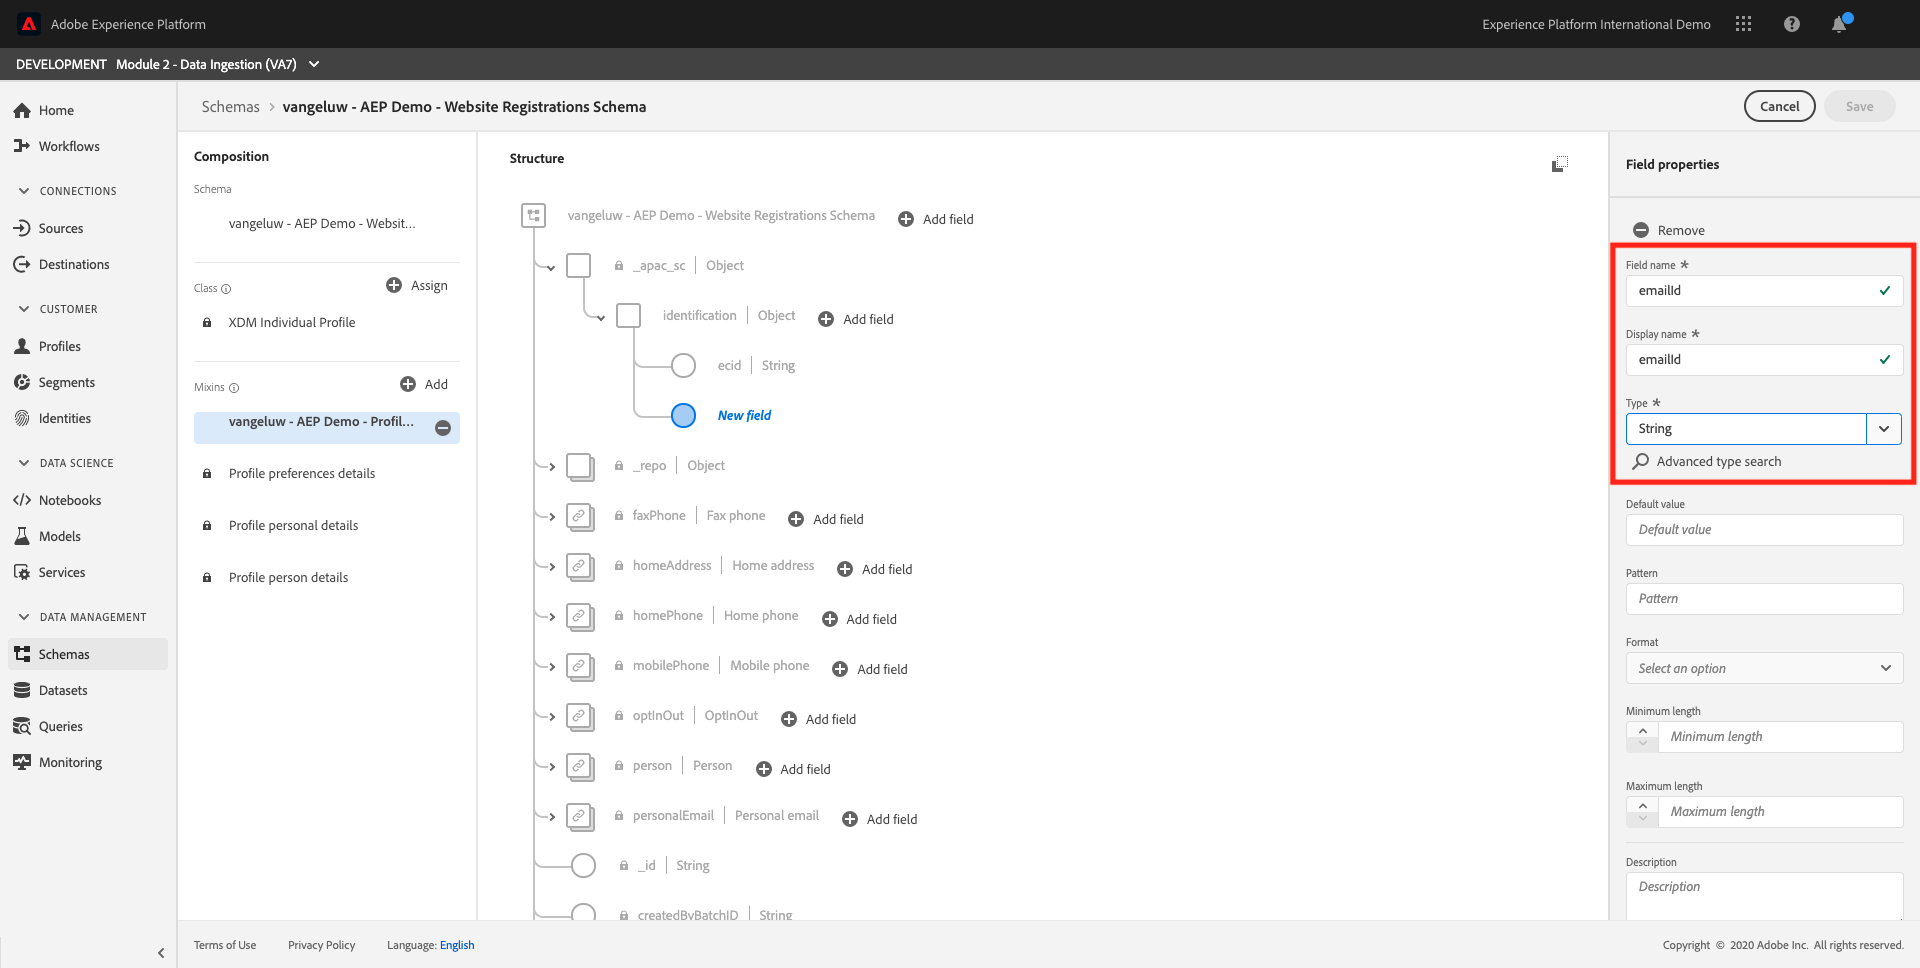 Adobe Experience Platform
Experience Platform International Demo
DEVELOPMENT Module 2 - Data Ingestion (VA7)
Home
Workflows
CONNECTIONS
Sources
Destinations
CUSTOMER
Profiles
Segments
Identities
DATA SCIENCE
Notebooks
Models
Services
DATA MANAGEMENT
Schemas
Datasets
Queries
Monitoring
Schemas > vangeluw - AEP Demo - Website Registrations Schema
Cancel
Save
Composition
Schema
vangeluw - AEP Demo - Websit...
Class
Assign
XDM Individual Profile
Mixins
Add
vangeluw - AEP Demo - Profil...
Profile preferences details
Profile personal details
Profile person details
Structure
vangeluw - AEP Demo - Website Registrations Schema Add field
_apac_sc | Object
identification | Object Add field
ecid | String
New field
_repo | Object
faxPhone | Fax phone Add field
homeAddress | Home address Add field
homePhone | Home phone Add field
mobilePhone | Mobile phone Add field
optInOut | OptInOut Add field
person | Person Add field
personalEmail | Personal email Add field
_id | String
createdByBatchID | String
Field properties
Remove
Field name *
emailId
Display name *
emailId
Type *
String
Advanced type search
Default value
Default value
Pattern
Pattern
Format
Select an option
Minimum length
Minimum length
Maximum length
Maximum length
Description
Description
Terms of Use
Privacy Policy
Language: English
Copyright © 2020 Adobe Inc. All rights reserved.